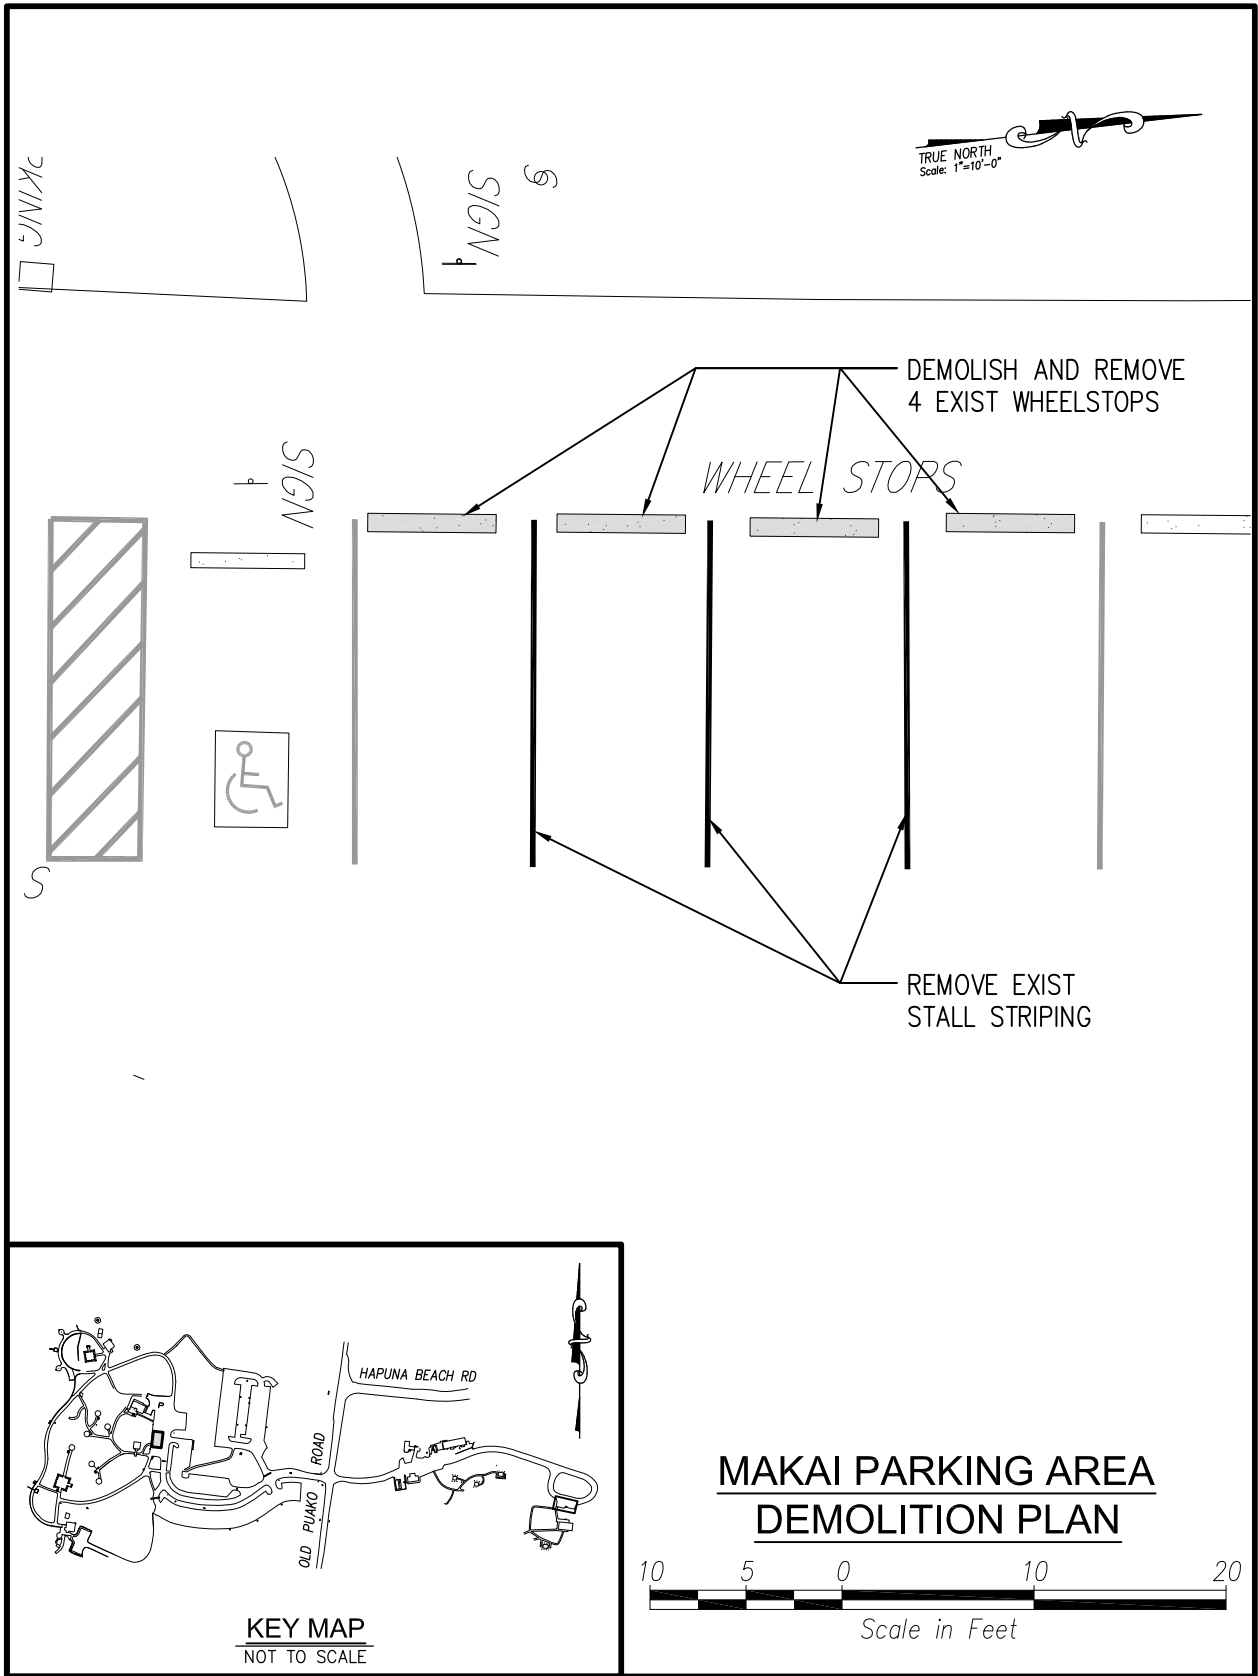 TRUE NORTH
Scale: 1"=10'-0"
SIGN
DEMOLISH AND REMOVE
4 EXIST WHEELSTOPS
SIGN
WHEEL STOPS
S
REMOVE EXIST
STALL STRIPING
HAPUNA BEACH RD
OLD PUAKO ROAD
P
KEY MAP
NOT TO SCALE
MAKAI PARKING AREA
DEMOLITION PLAN
10 5 0 10 20
Scale in Feet